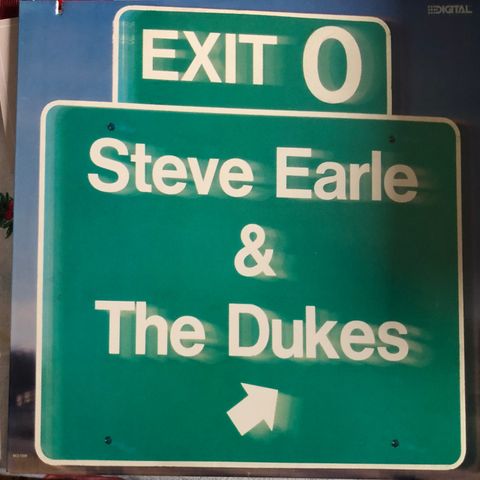 DIGITAL
EXIT 0
Steve Earle
&
The Dukes